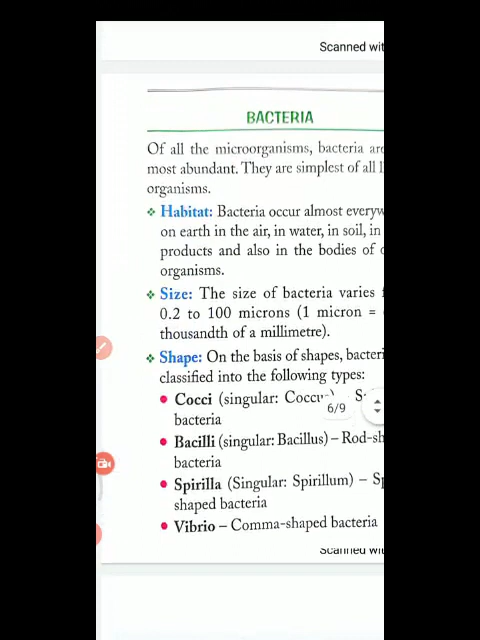 Scanned wit
BACTERIA
Of all the microorganisms, bacteria are
most abundant. They are simplest of all l
organisms.
❖ Habitat: Bacteria occur almost everyw
on earth in the air, in water, in soil, in
products and also in the bodies of o
organisms.
❖ Size: The size of bacteria varies f
0.2 to 100 microns (1 micron =
thousandth of a millimetre).
❖ Shape: On the basis of shapes, bacteri
classified into the following types:
• Cocci (singular: Coccu
6/9
bacteria
• Bacilli (singular: Bacillus) – Rod-sh
bacteria
• Spirilla (Singular: Spirillum) – Sp
shaped bacteria
• Vibrio – Comma-shaped bacteria
Scanned wit